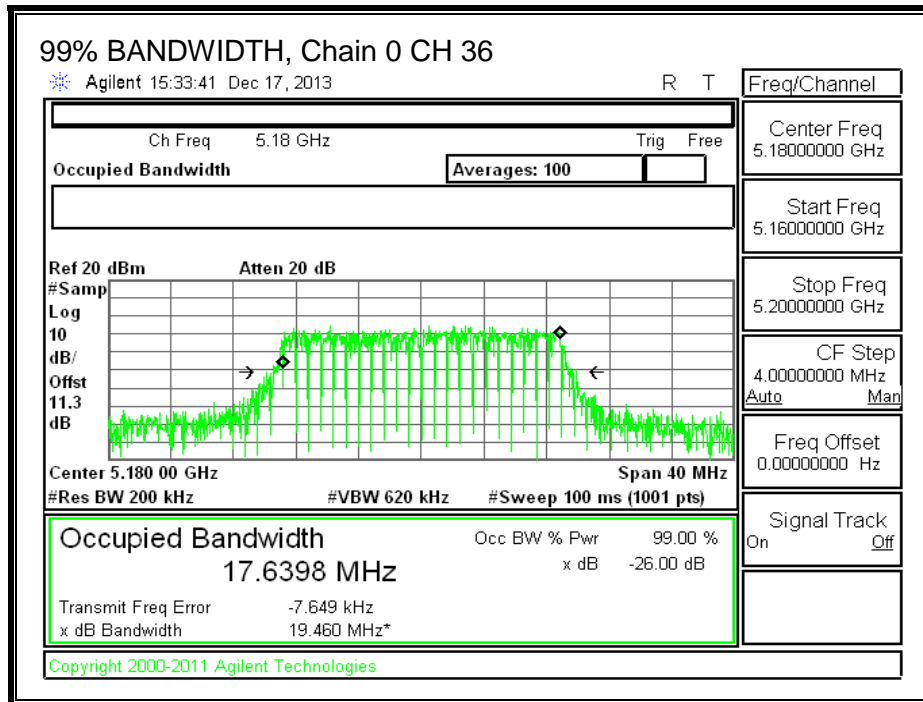 99% BANDWIDTH, Chain 0 CH 36
Agilent 15:33:41 Dec 17, 2013 R T
Freq/Channel
Ch Freq 5.18 GHz Trig Free
Occupied Bandwidth Averages: 100
Center Freq
5.18000000 GHz
Start Freq
5.16000000 GHz
Stop Freq
5.20000000 GHz
CF Step
4.00000000 MHz
Auto Man
Freq Offset
0.00000000 Hz
Signal Track
On Off
Ref 20 dBm Atten 20 dB
#Samp
Log
10
dB/
Offst
11.3
dB
Center 5.180 00 GHz Span 40 MHz
#Res BW 200 kHz #VBW 620 kHz #Sweep 100 ms (1001 pts)
Occupied Bandwidth Occ BW % Pwr 99.00 %
17.6398 MHz x dB -26.00 dB
Transmit Freq Error -7.649 kHz
x dB Bandwidth 19.460 MHz*
Copyright 2000-2011 Agilent Technologies